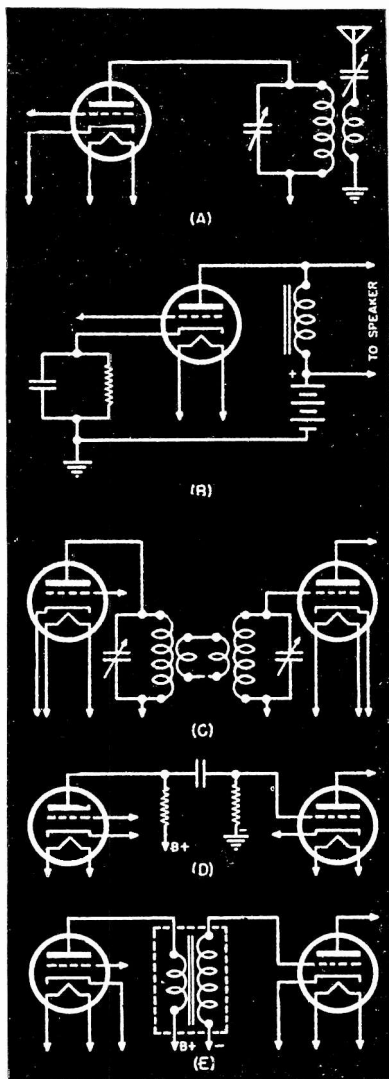 (A)
TO SPEAKER
+
(B)
(C)
B+
-
(D)
B+
-
(E)